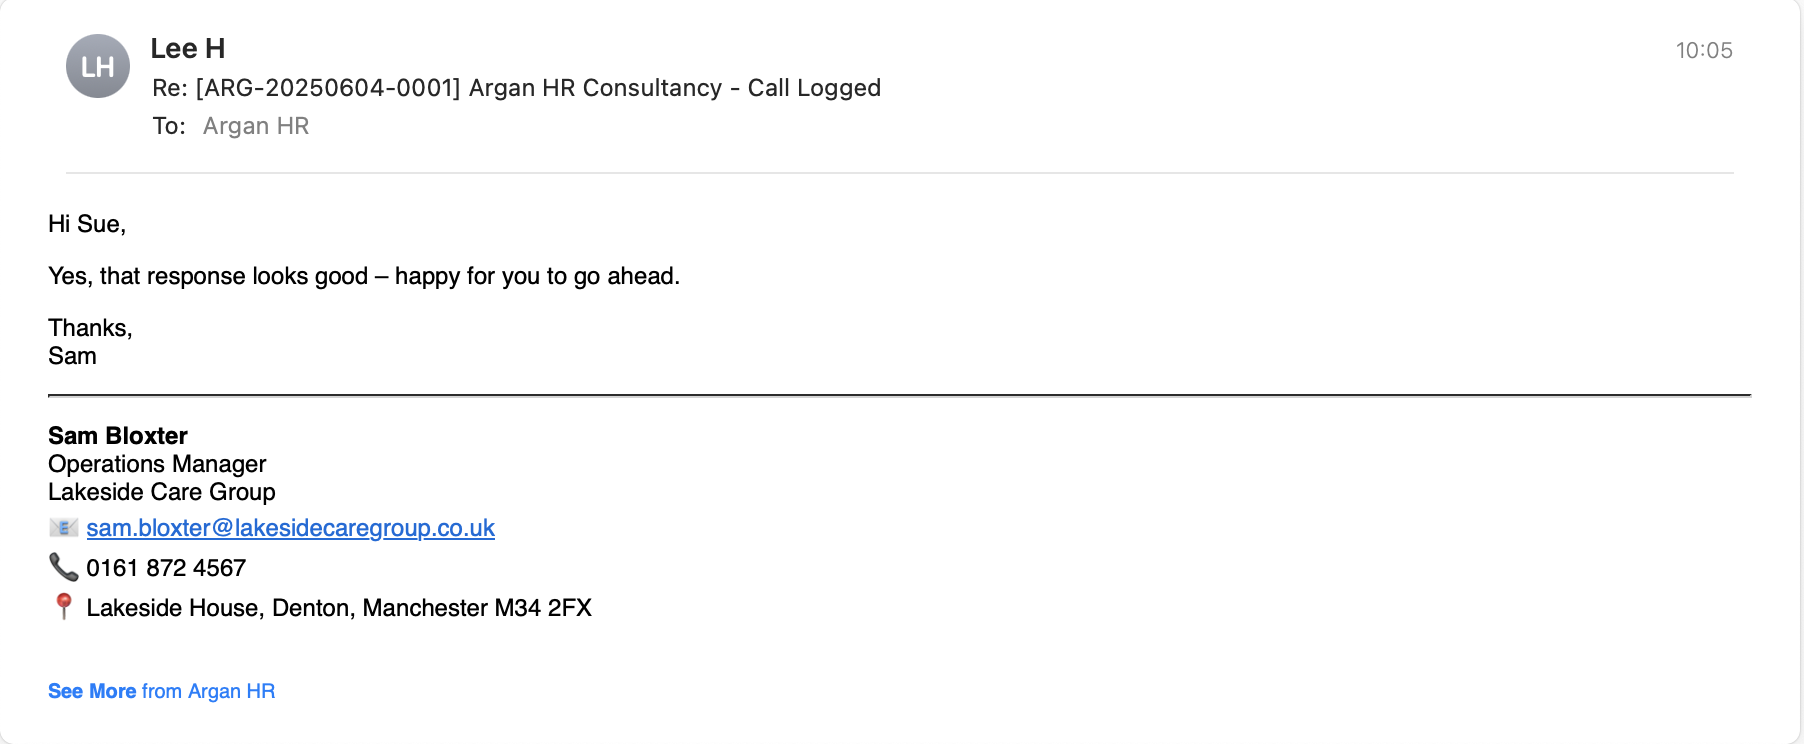 LH
Lee H
10:05
Re: [ARG-20250604-0001] Argan HR Consultancy - Call Logged
To: Argan HR
Hi Sue,
Yes, that response looks good – happy for you to go ahead.
Thanks,
Sam
Sam Bloxter
Operations Manager
Lakeside Care Group
📧 sam.bloxter@lakesidecaregroup.co.uk
📞 0161 872 4567
📍 Lakeside House, Denton, Manchester M34 2FX
See More from Argan HR